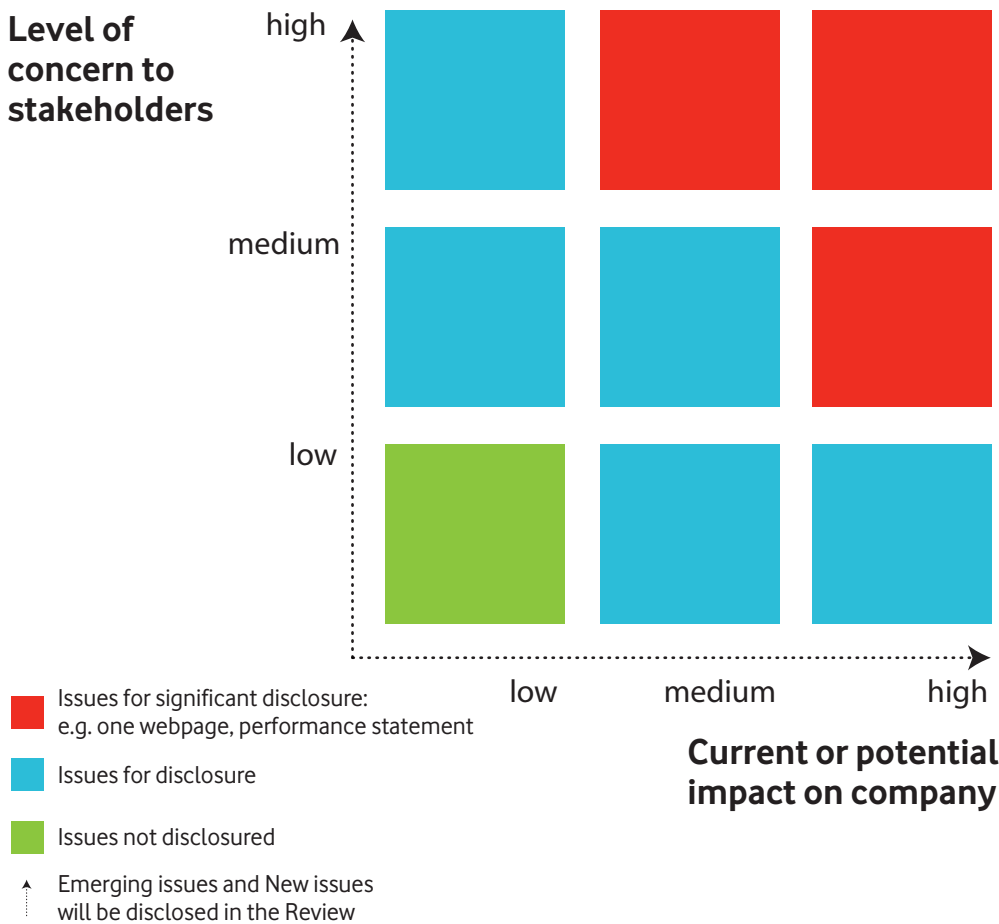 Level of
concern to
stakeholders
high
medium
low
low
medium
high
Current or potential
impact on company
Issues for significant disclosure:
e.g. one webpage, performance statement
Issues for disclosure
Issues not disclosured
Emerging issues and New issues
will be disclosed in the Review